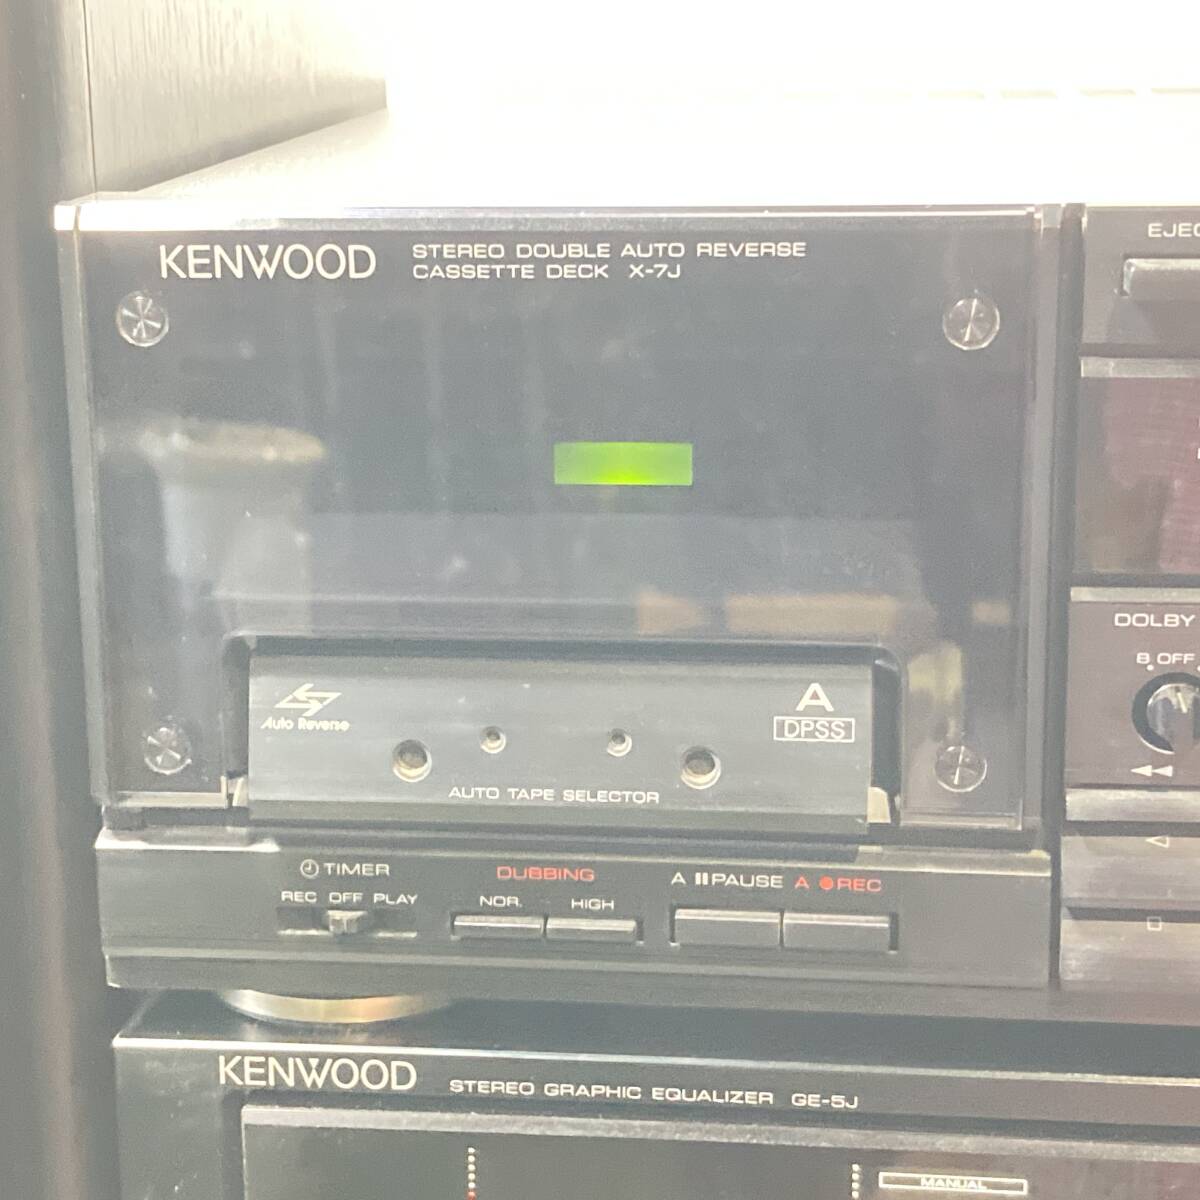 KENWOOD STEREO DOUBLE AUTO REVERSE
CASSETTE DECK X-7J
Auto Reverse
A
DPSS
AUTO TAPE SELECTOR
TIMER
REC OFF PLAY
DUBBING
NOR. HIGH
A PAUSE A REC
DOLBY
B OFF
KENWOOD STEREO GRAPHIC EQUALIZER GE-5J
MANUAL